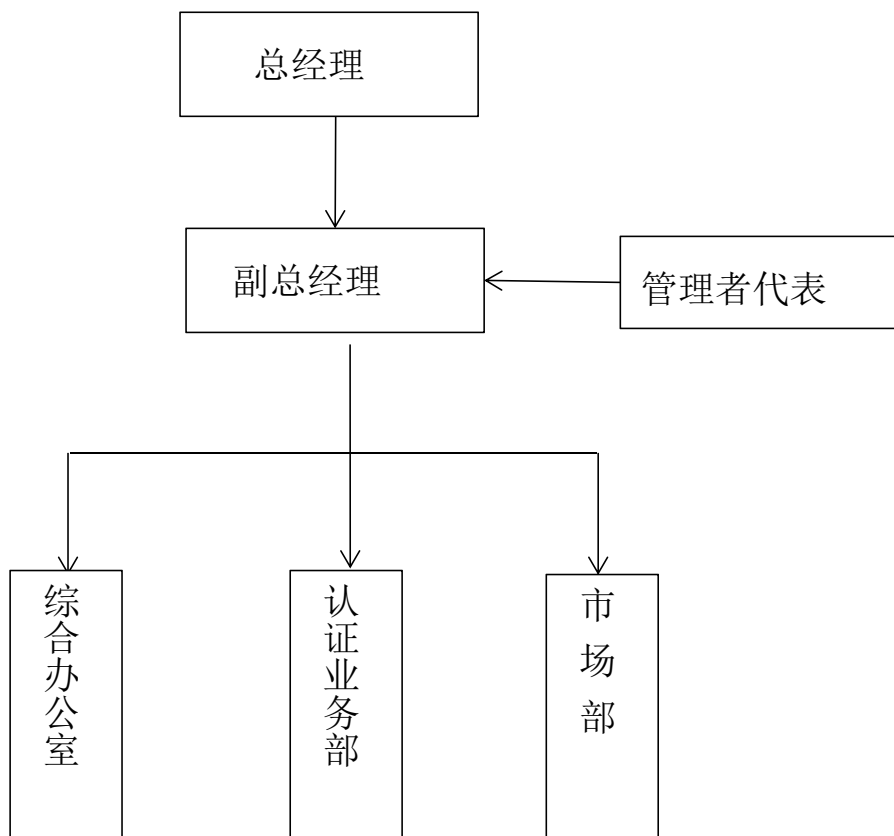 总经理
副总经理
管理者代表
综合办公室
认证业务部
市场部